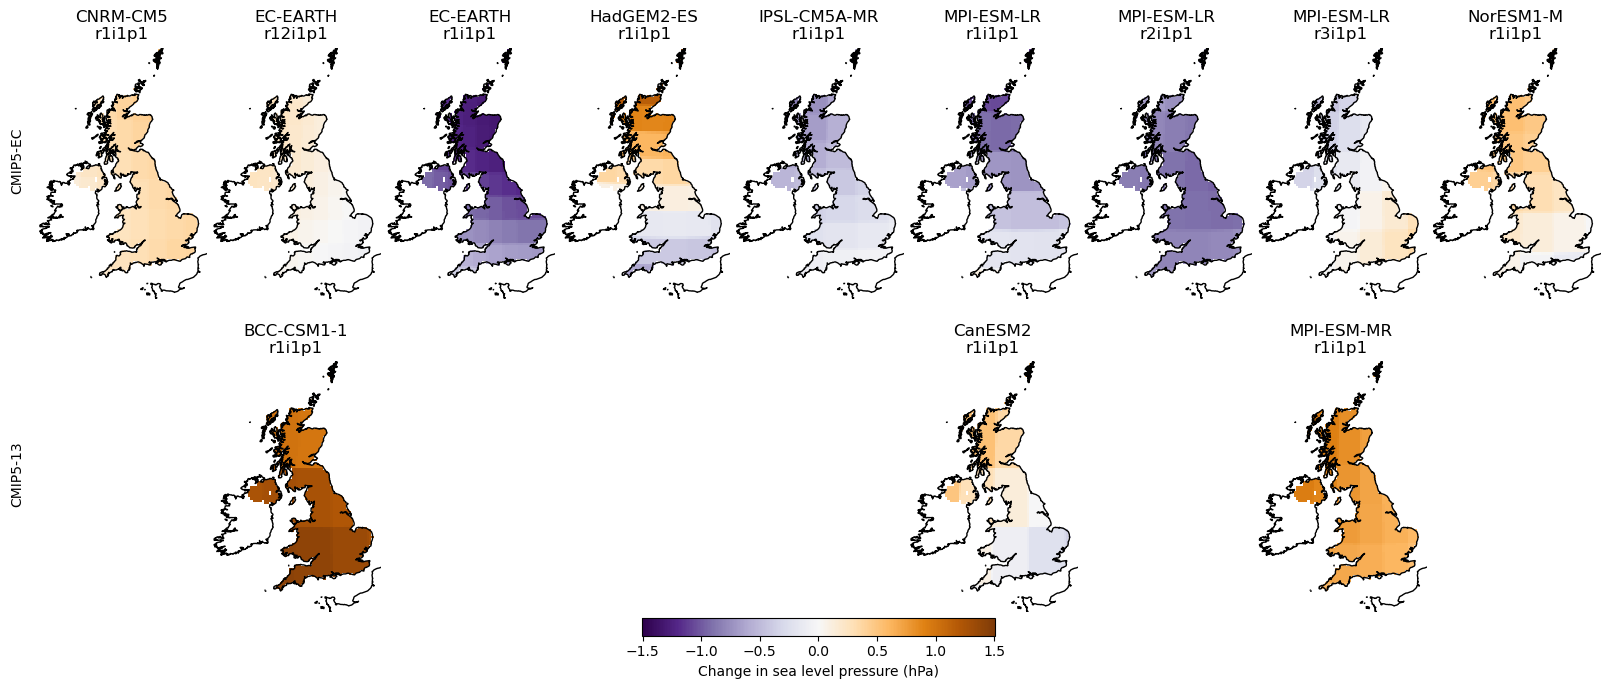 CNRM-CM5
r1i1p1
EC-EARTH
r12i1p1
EC-EARTH
r1i1p1
HadGEM2-ES
r1i1p1
IPSL-CM5A-MR
r1i1p1
MPI-ESM-LR
r1i1p1
MPI-ESM-LR
r2i1p1
MPI-ESM-LR
r3i1p1
NorESM1-M
r1i1p1
CMIP5-EC
BCC-CSM1-1
r1i1p1
CanESM2
r1i1p1
MPI-ESM-MR
r1i1p1
CMIP5-13
−1.5 −1.0 −0.5 0.0 0.5 1.0 1.5
Change in sea level pressure (hPa)